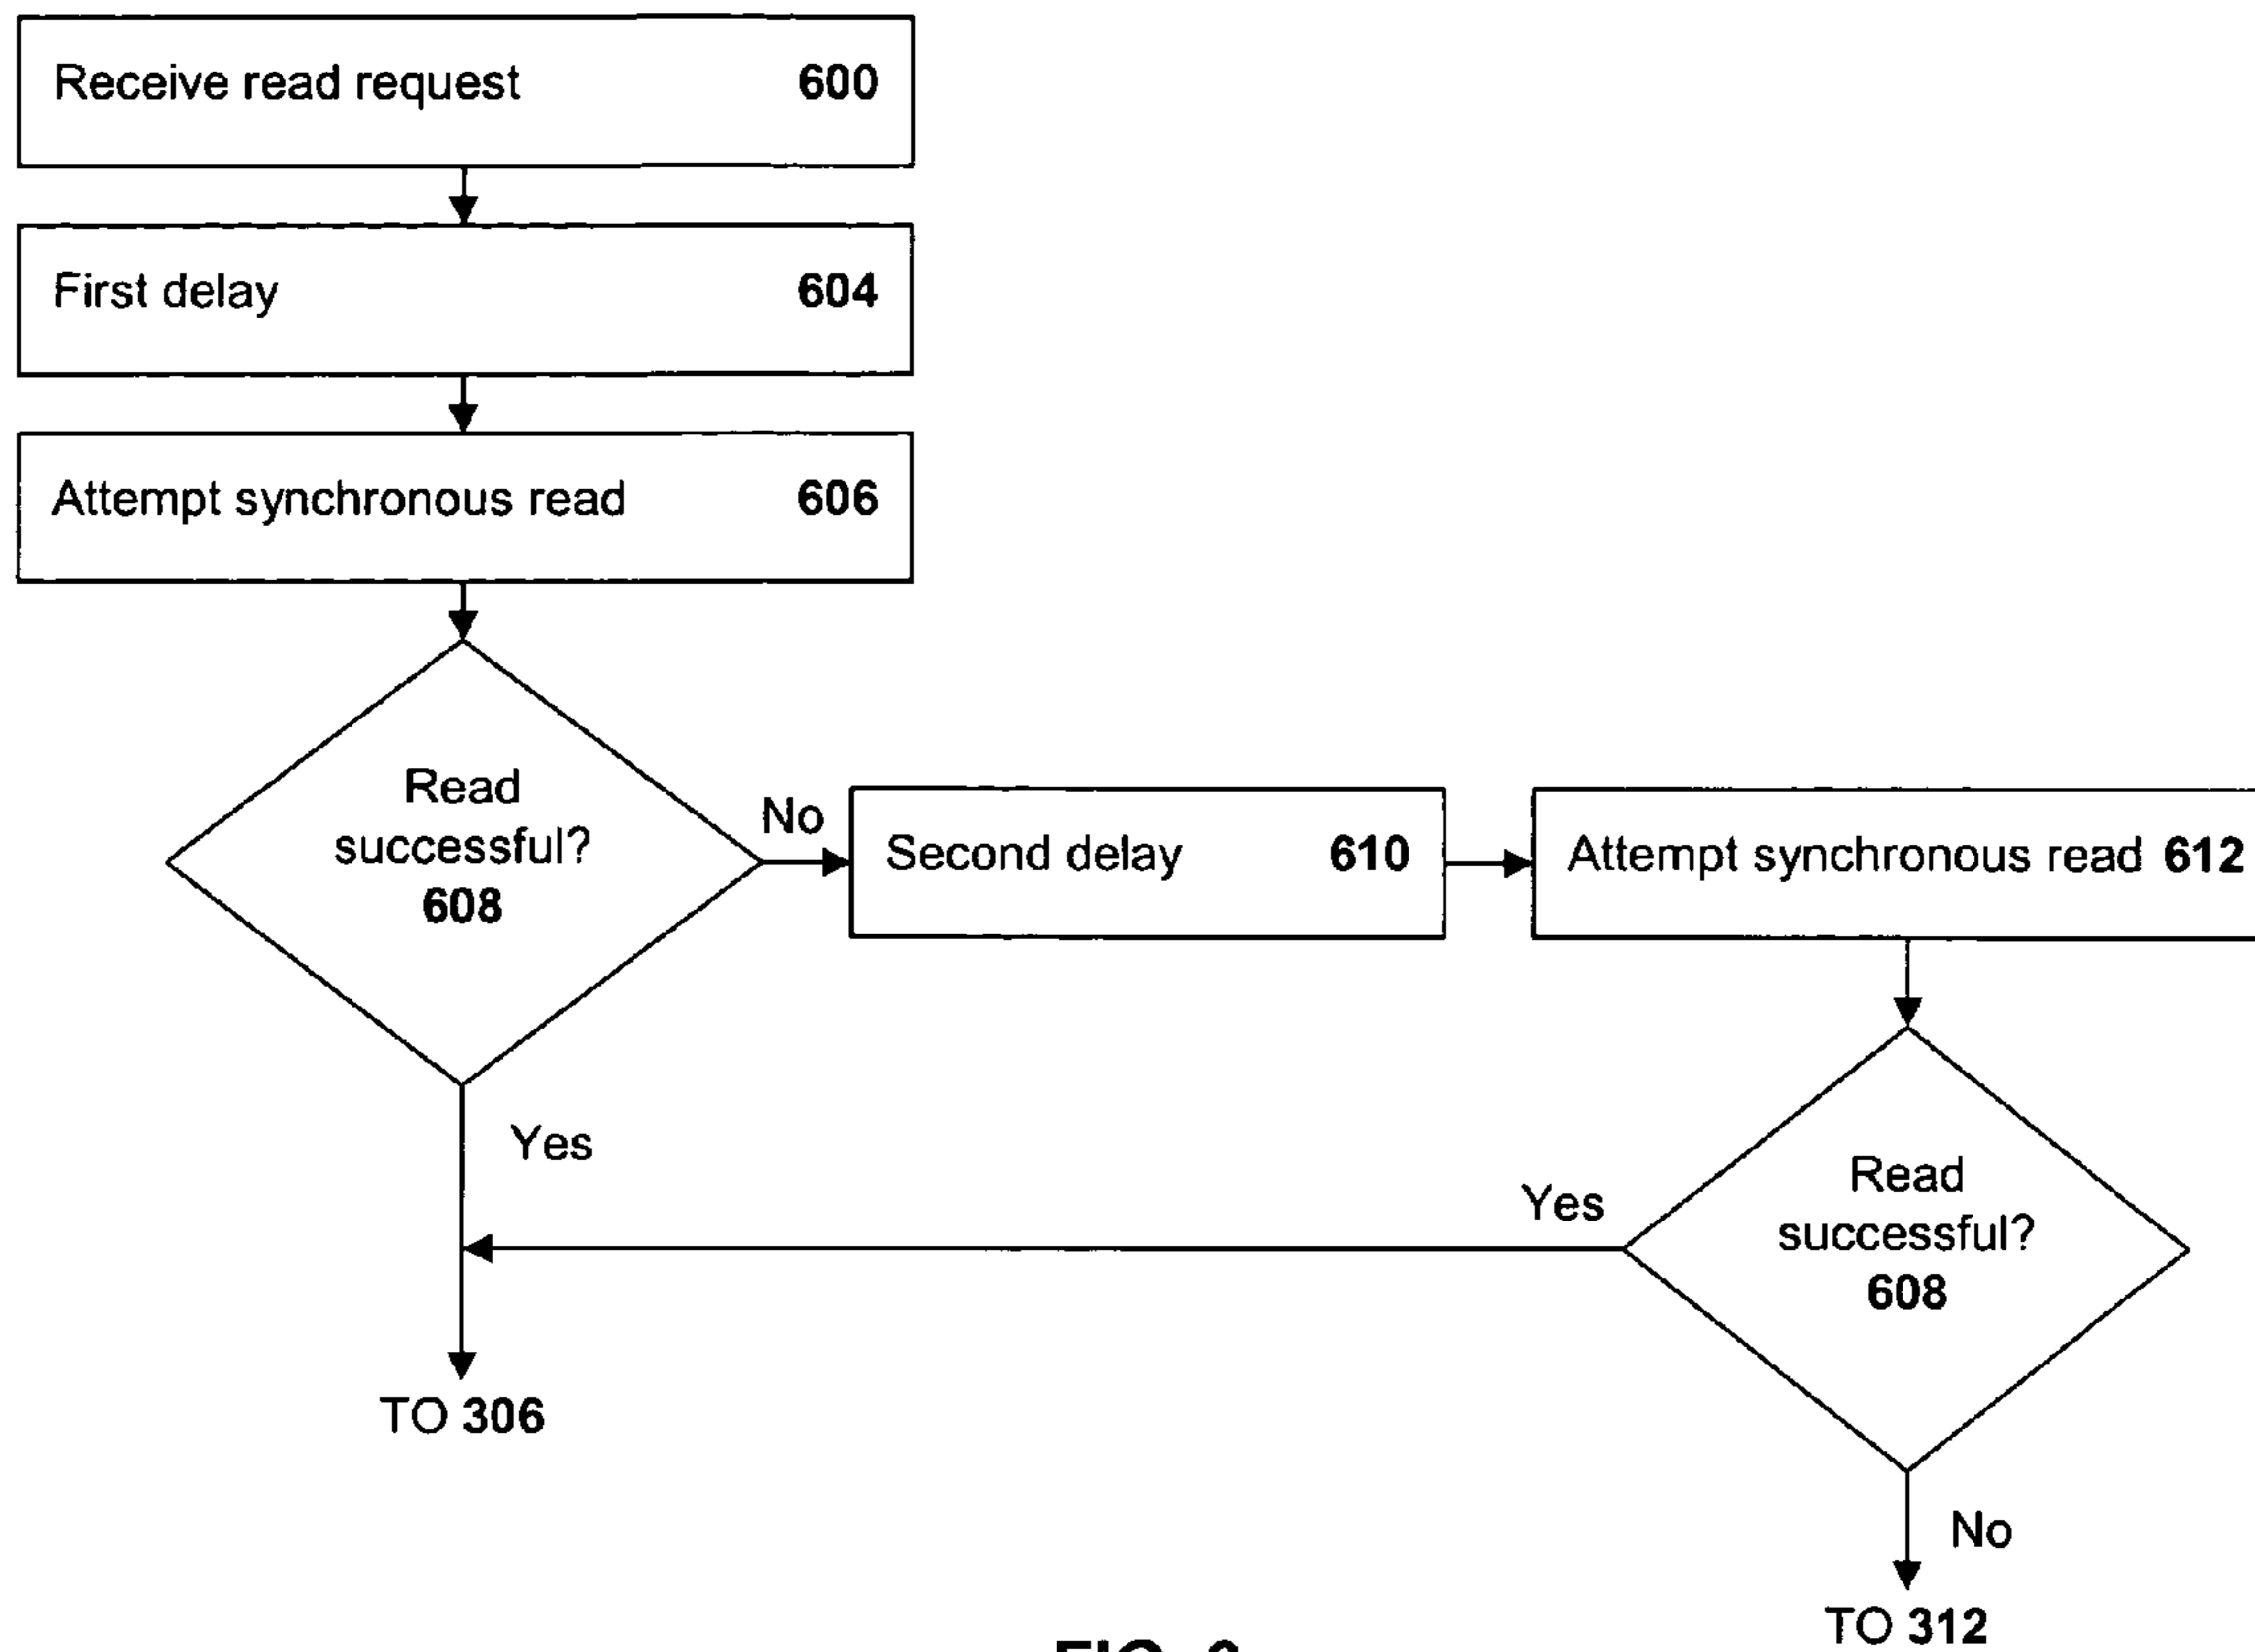 Receive read request 600
First delay 604
Attempt synchronous read 606
Read
successful?
608
No
Second delay 610
Attempt synchronous read 612
Yes
Read
successful?
608
Yes
TO 306
No
TO 312